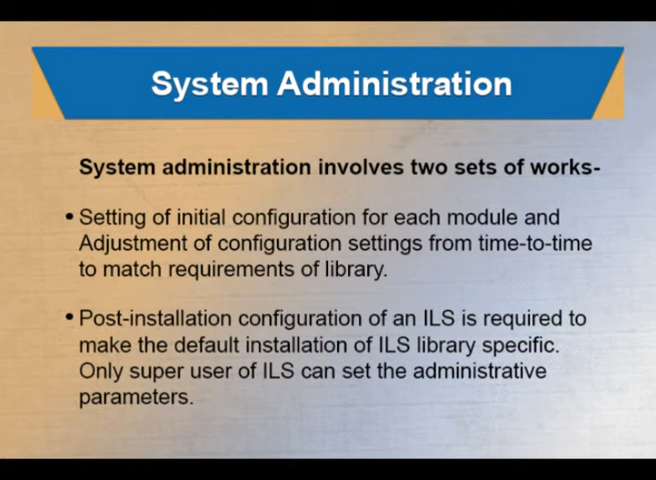 System Administration
System administration involves two sets of works-
• Setting of initial configuration for each module and
Adjustment of configuration settings from time-to-time
to match requirements of library.
• Post-installation configuration of an ILS is required to
make the default installation of ILS library specific.
Only super user of ILS can set the administrative
parameters.